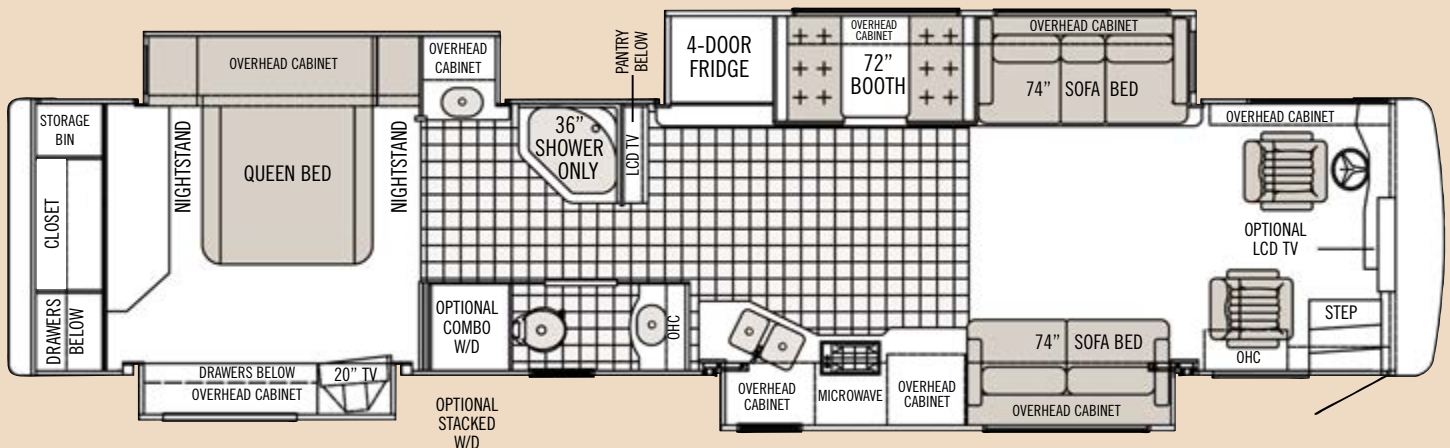 STORAGE
BIN
CLOSET
DRAWERS
BELOW
NIGHTSTAND
OVERHEAD CABINET
QUEEN BED
NIGHTSTAND
DRAWERS BELOW
OVERHEAD CABINET
20” TV
OVERHEAD
CABINET
36”
SHOWER
ONLY
LCD TV
PANTRY
BELOW
OPTIONAL
COMBO
W/D
OPTIONAL
STACKED
W/D
OHC
4-DOOR
FRIDGE
OVERHEAD
CABINET
72”
BOOTH
OVERHEAD CABINET
74” SOFA BED
OVERHEAD
CABINET
MICROWAVE
OVERHEAD
CABINET
74” SOFA BED
OVERHEAD CABINET
OVERHEAD CABINET
OPTIONAL
LCD TV
STEP
OHC